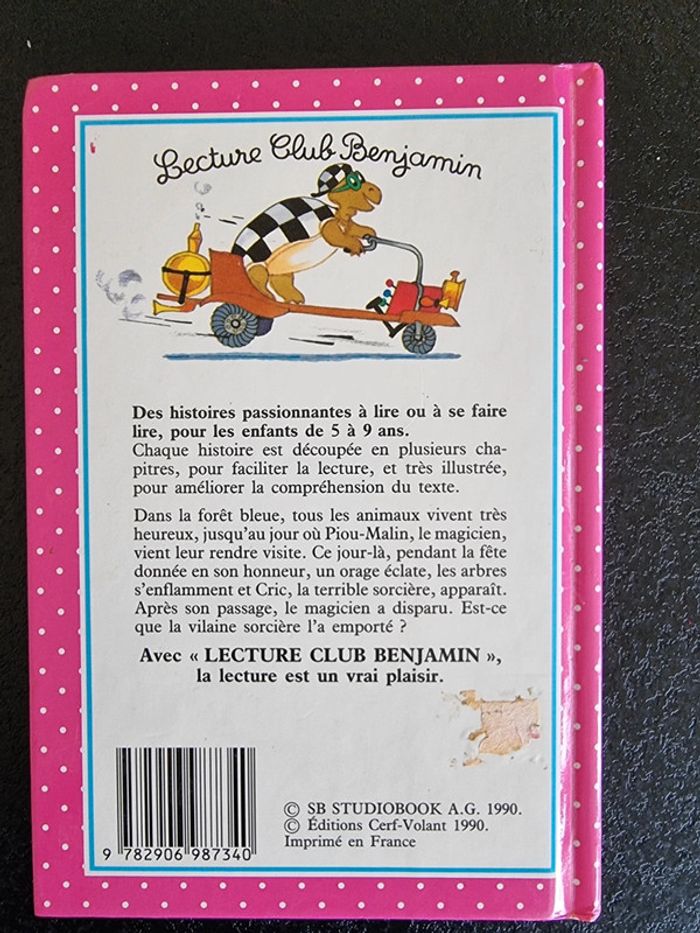 Lecture Club Benjamin
Des histoires passionnantes à lire ou à se faire
lire, pour les enfants de 5 à 9 ans.
Chaque histoire est découpée en plusieurs cha-
pitres, pour faciliter la lecture, et très illustrée,
pour améliorer la compréhension du texte.
Dans la forêt bleue, tous les animaux vivent très
heureux, jusqu'au jour où Piou-Malin, le magicien,
vient leur rendre visite. Ce jour-là, pendant la fête
donnée en son honneur, un orage éclate, les arbres
s'enflamment et Cric, la terrible sorcière, apparaît.
Après son passage, le magicien a disparu. Est-ce
que la vilaine sorcière l'a emporté ?
Avec « LECTURE CLUB BENJAMIN »,
la lecture est un vrai plaisir.
© SB STUDIOBOOK A.G. 1990.
© Éditions Cerf-Volant 1990.
Imprimé en France
9 782906 987340